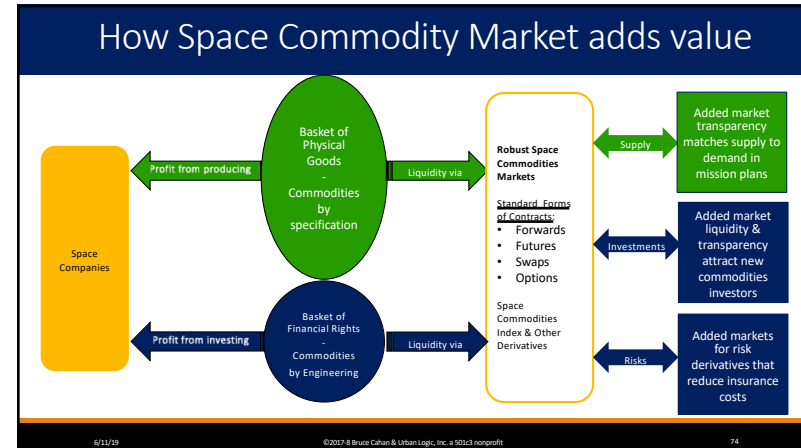 How Space Commodity Market adds value
Space
Companies
Profit from producing
Basket of
Physical
Goods
-
Commodities
by
specification
Liquidity via
Profit from investing
Basket of
Financial Rights
-
Commodities
by Engineering
Liquidity via
Robust Space
Commodities
Markets
Standard Forms
of Contracts:
• Forwards
• Futures
• Swaps
• Options
Space
Commodities
Index & Other
Derivatives
Supply
Added market
transparency
matches supply to
demand in
mission plans
Investments
Added market
liquidity &
transparency
attract new
commodities
investors
Risks
Added markets
for risk
derivatives that
reduce insurance
costs
6/11/19
©2017-8 Bruce Cahan & Urban Logic, Inc. a 501c3 nonprofit
74